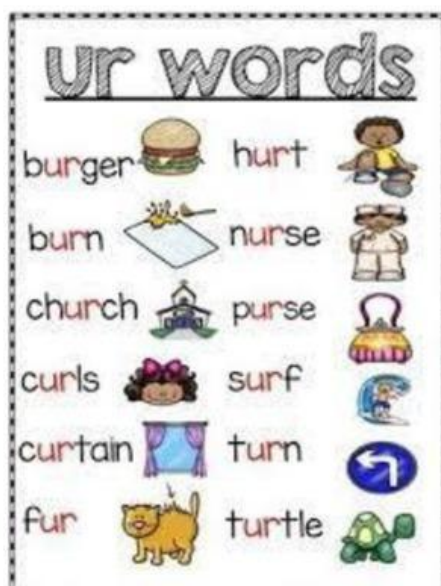 ur words
burger hurt
burn nurse
church purse
curls surf
curtain turn
fur turtle